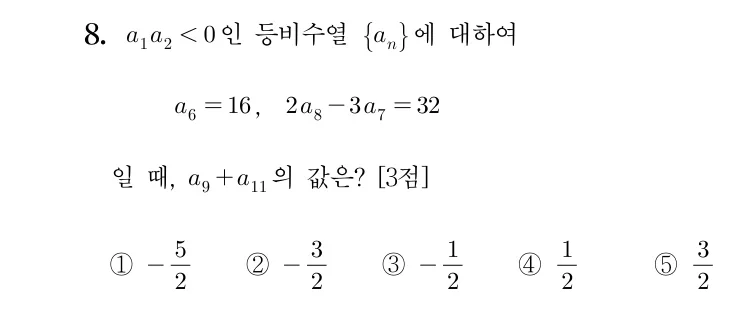 8. a₁a₂ < 0인 등비수열 {aₙ}에 대하여
a₆ = 16, 2a₈ − 3a₇ = 32
일 때, a₉ + a₁₁의 값은? [3점]
① −5/2 ② −3/2 ③ −1/2 ④ 1/2 ⑤ 3/2